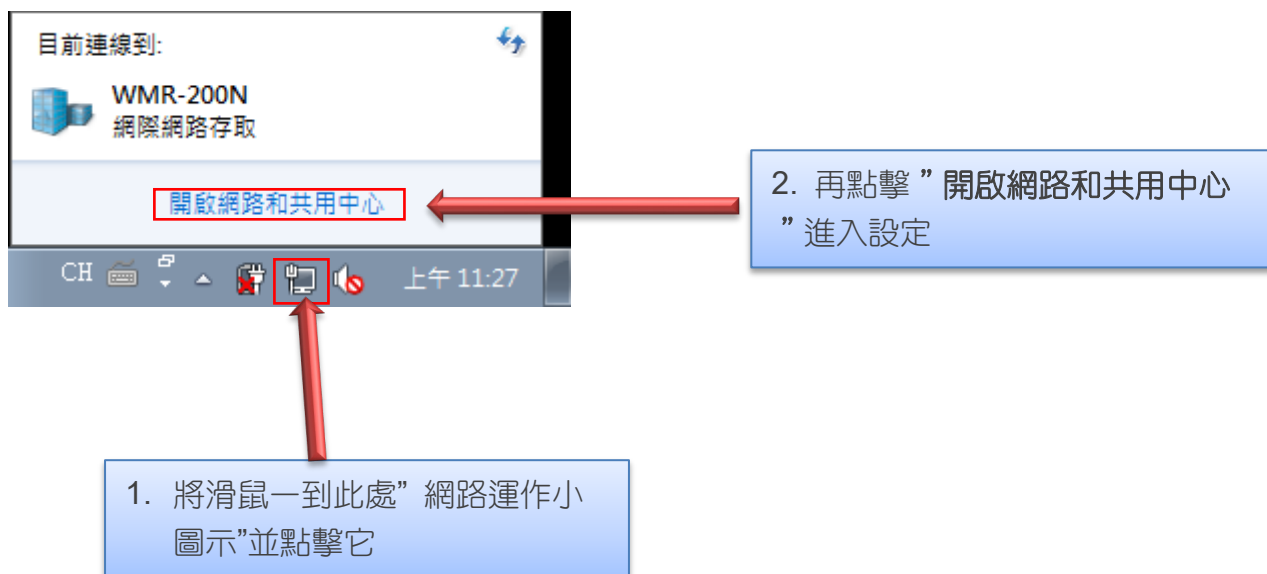 目前連線到:
WMR-200N
網際網路存取
開啟網路和共用中心
CH
上午 11:27
2. 再點擊 ” 開啟網路和共用中心
” 進入設定
1. 將滑鼠一到此處” 網路運作小
圖示”並點擊它